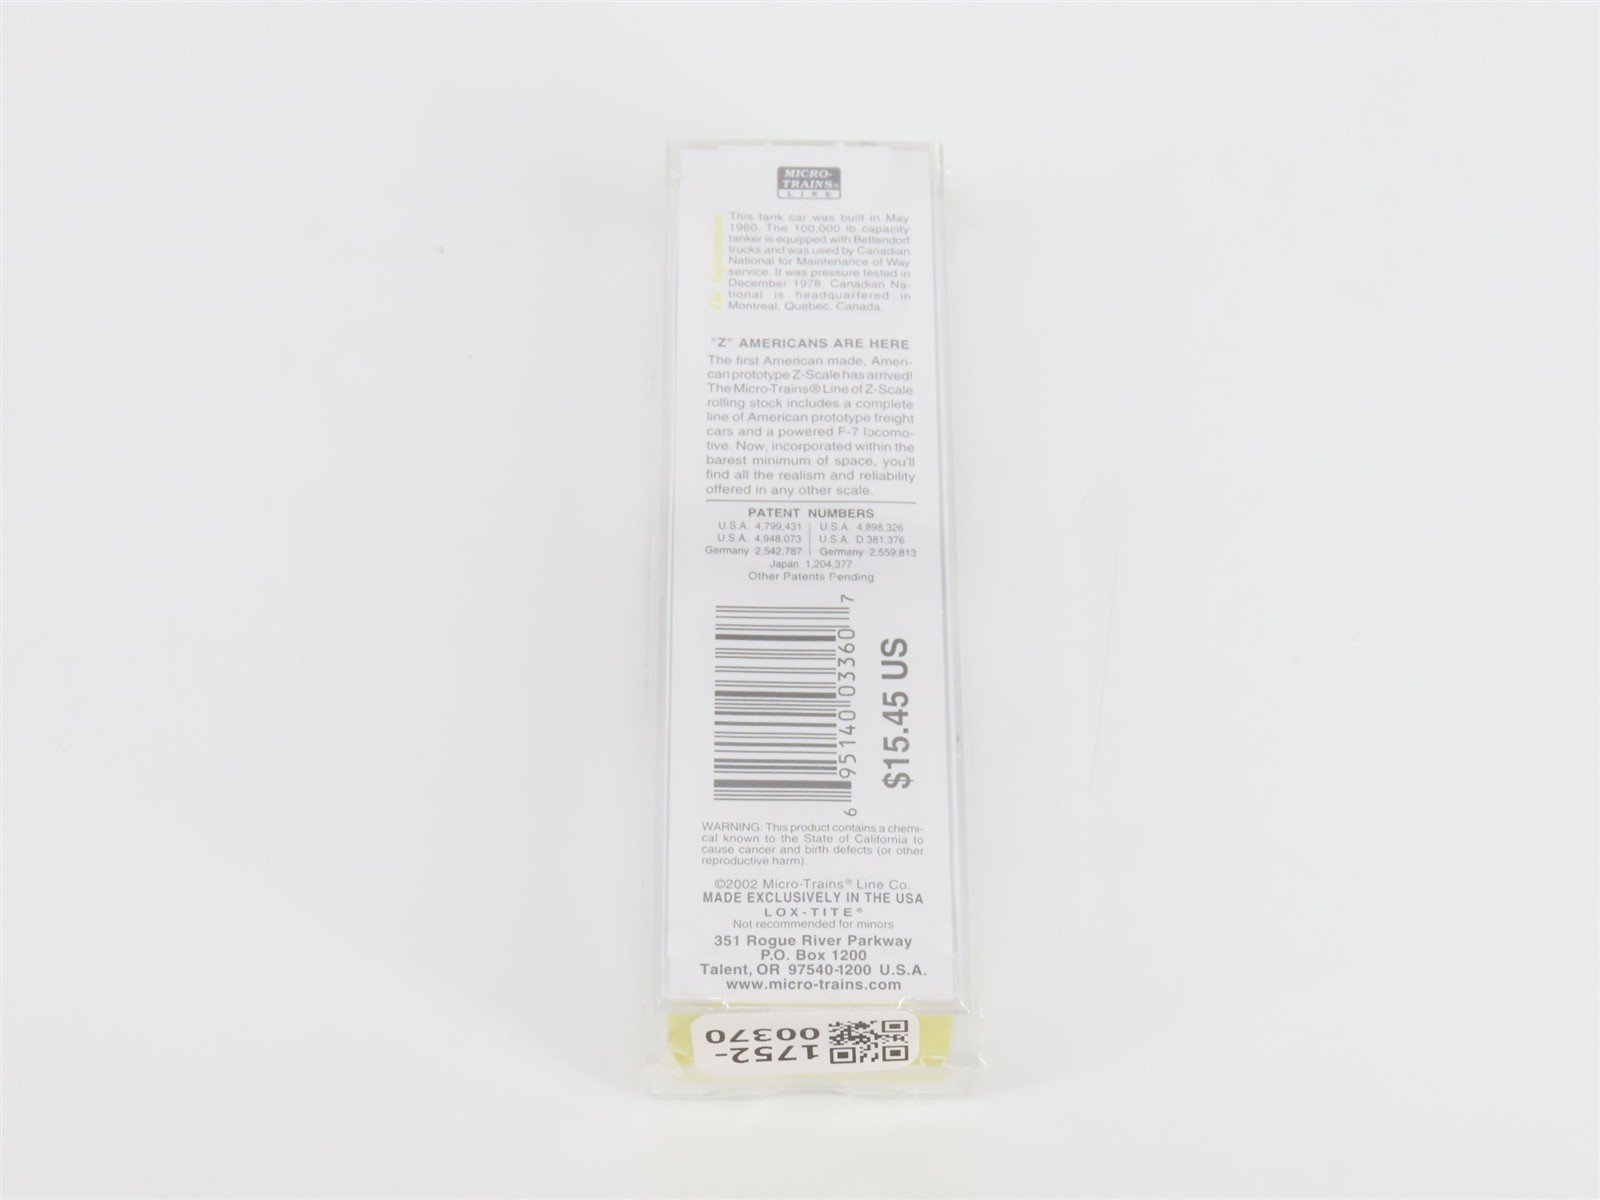 MICRO-
TRAINS®
LINE
Car Information
This tank car was built in May
1960. The 100,000 lb capacity
tanker is equipped with Bettendorf
trucks and was used by Canadian
National for Maintenance of Way
service. It was pressure tested in
December 1978. Canadian Na-
tional is headquartered in
Montreal, Quebec, Canada.
"Z" AMERICANS ARE HERE
The first American made, Ameri-
can prototype Z-Scale has arrived!
The Micro-Trains® Line of Z-Scale
rolling stock includes a complete
line of American prototype freight
cars and a powered F-7 locomo-
tive. Now, incorporated within the
barest minimum of space, you'll
find all the realism and reliability
offered in any other scale.
PATENT NUMBERS
U.S.A. 4,799,431 | U.S.A. 4,898,326
U.S.A. 4,948,073 | U.S.A. D 381,376
Germany 2,542,787 | Germany 2,559,813
Japan 1,204,377
Other Patents Pending
6 95140 03360 7
$15.45 US
WARNING: This product contains a chemi-
cal known to the State of California to
cause cancer and birth defects (or other
reproductive harm).
©2002 Micro-Trains® Line Co.
MADE EXCLUSIVELY IN THE USA
LOX-TITE®
Not recommended for minors
351 Rogue River Parkway
P.O. Box 1200
Talent, OR 97540-1200 U.S.A.
www.micro-trains.com
1752-
00370